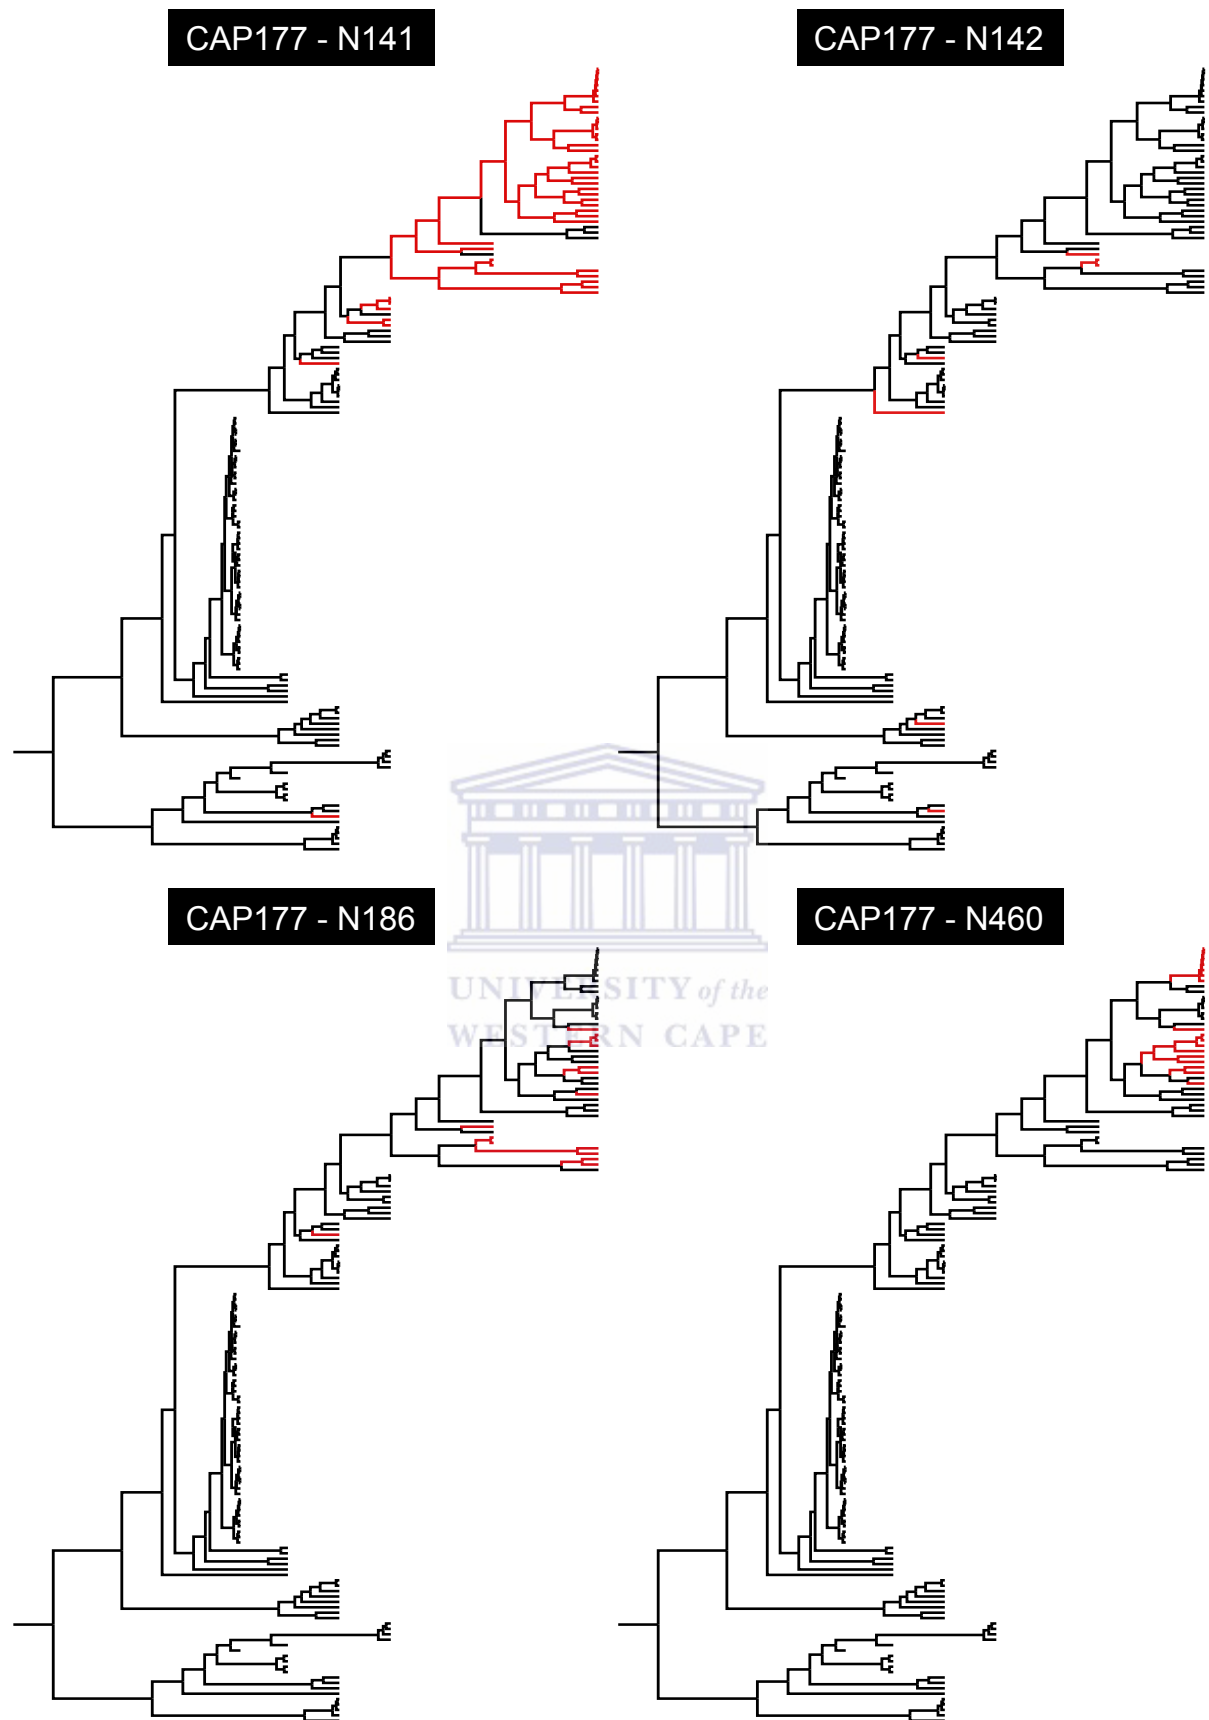 CAP177 - N141
CAP177 - N142
CAP177 - N186
CAP177 - N460
UNIVERSITY of the
WESTERN CAPE